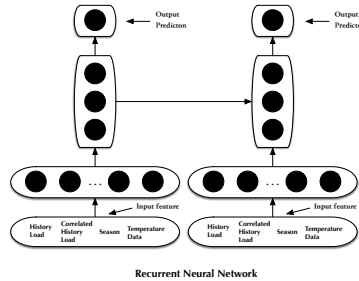 Output
Predicton
Output
Predicton
...
...
Input feature
Input feature
History
Load
Correlated
History
Load
Season
Temperature
Data
History
Load
Correlated
History
Load
Season
Temperature
Data
Recurrent Neural Network